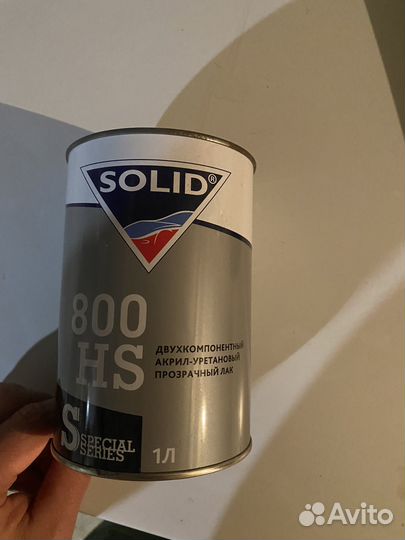 SOLID®
800
HS
ДВУХКОМПОНЕНТНЫЙ
АКРИЛ-УРЕТАНОВЫЙ
ПРОЗРАЧНЫЙ ЛАК
S SPECIAL
SERIES
1Л
Avito